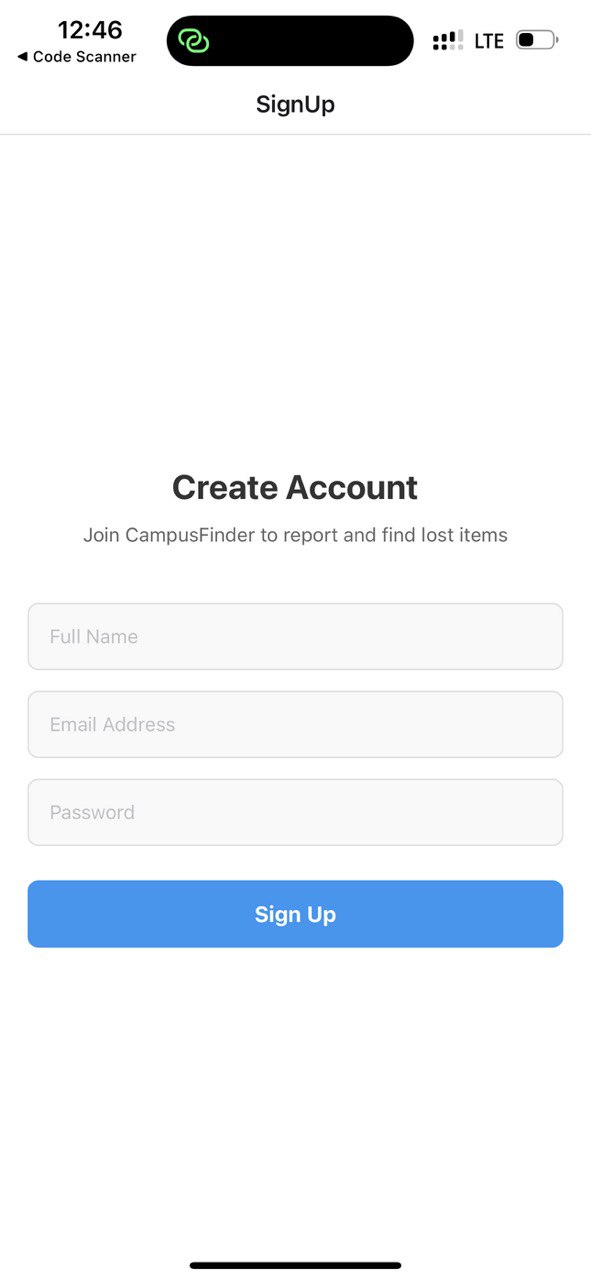 12:46
◀ Code Scanner
LTE
SignUp
Create Account
Join CampusFinder to report and find lost items
Full Name
Email Address
Password
Sign Up